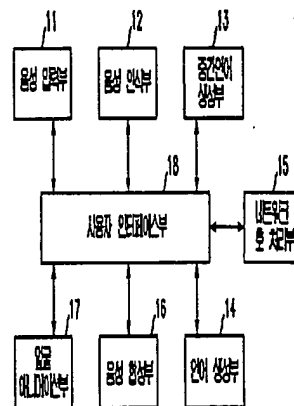 11
12
13
음성 입력부
음성 인식부
중간언어
생성부
18
15
사용자 인터페이스부
네트워크
호 처리부
17
16
14
얼굴
애니메이션부
음성 합성부
언어 생성부